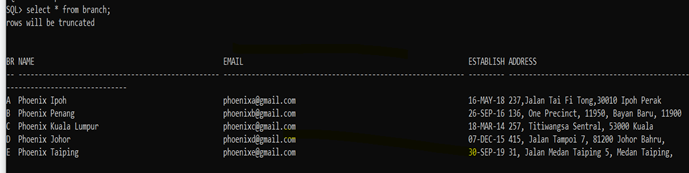 SQL> select * from branch;
rows will be truncated
BR NAME EMAIL ESTABLISH ADDRESS
-- -------------------------------------------------- ------------------------------------------------------------ --------- --------------------------------------------
------------------------------
A Phoenix Ipoh phoenixa@gmail.com 16-MAY-18 237,Jalan Tai Fi Tong,30010 Ipoh Perak
B Phoenix Penang phoenixb@gmail.com 26-SEP-16 136, One Precinct, 11950, Bayan Baru, 11900
C Phoenix Kuala Lumpur phoenixc@gmail.com 18-MAR-14 257, Titiwangsa Sentral, 53000 Kuala
D Phoenix Johor phoenixd@gmail.com 07-DEC-15 415, Jalan Tampoi 7, 81200 Johor Bahru,
E Phoenix Taiping phoenixe@gmail.com 30-SEP-19 31, Jalan Medan Taiping 5, Medan Taiping,